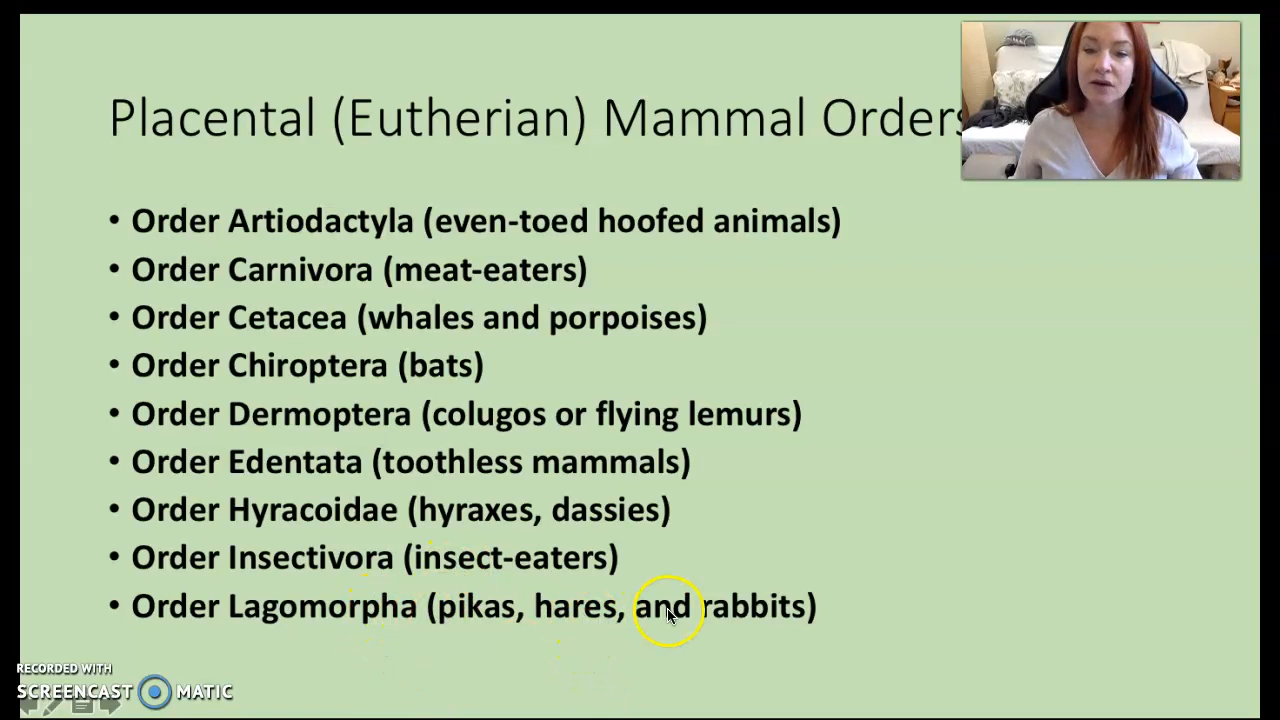 Placental (Eutherian) Mammal Orders
• Order Artiodactyla (even-toed hoofed animals)
• Order Carnivora (meat-eaters)
• Order Cetacea (whales and porpoises)
• Order Chiroptera (bats)
• Order Dermoptera (colugos or flying lemurs)
• Order Edentata (toothless mammals)
• Order Hyracoidae (hyraxes, dassies)
• Order Insectivora (insect-eaters)
• Order Lagomorpha (pikas, hares, and rabbits)
RECORDED WITH
SCREENCAST MATIC